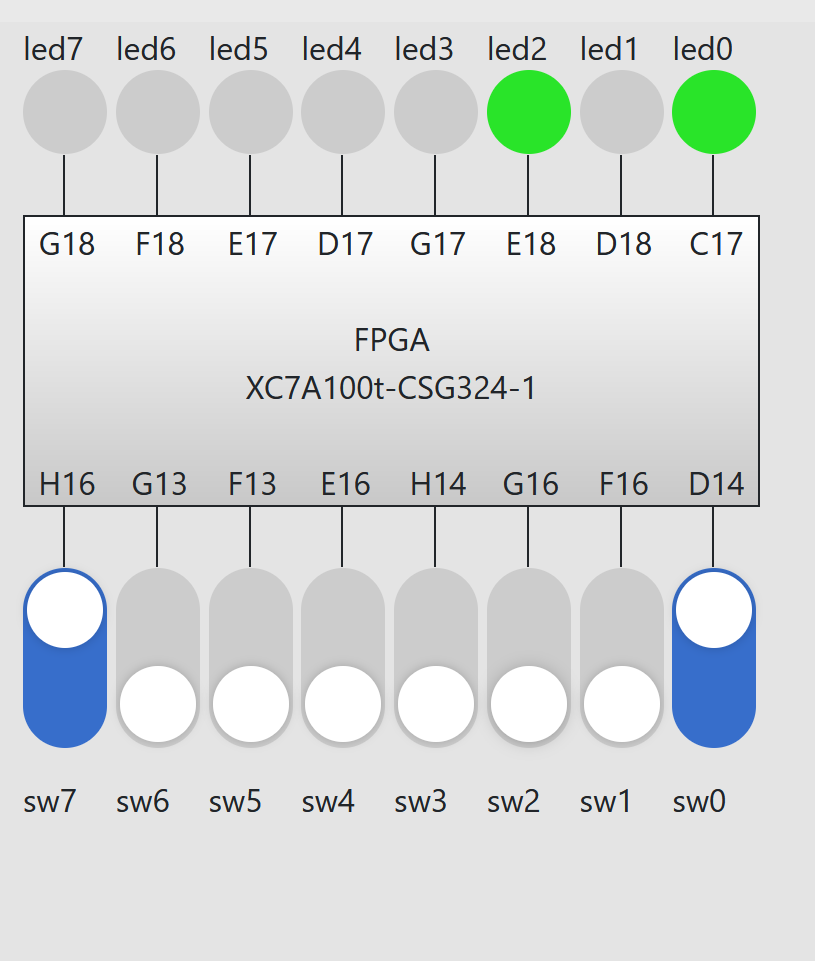 led7 led6 led5 led4 led3 led2 led1 led0
G18 F18 E17 D17 G17 E18 D18 C17
FPGA
XC7A100t-CSG324-1
H16 G13 F13 E16 H14 G16 F16 D14
sw7 sw6 sw5 sw4 sw3 sw2 sw1 sw0